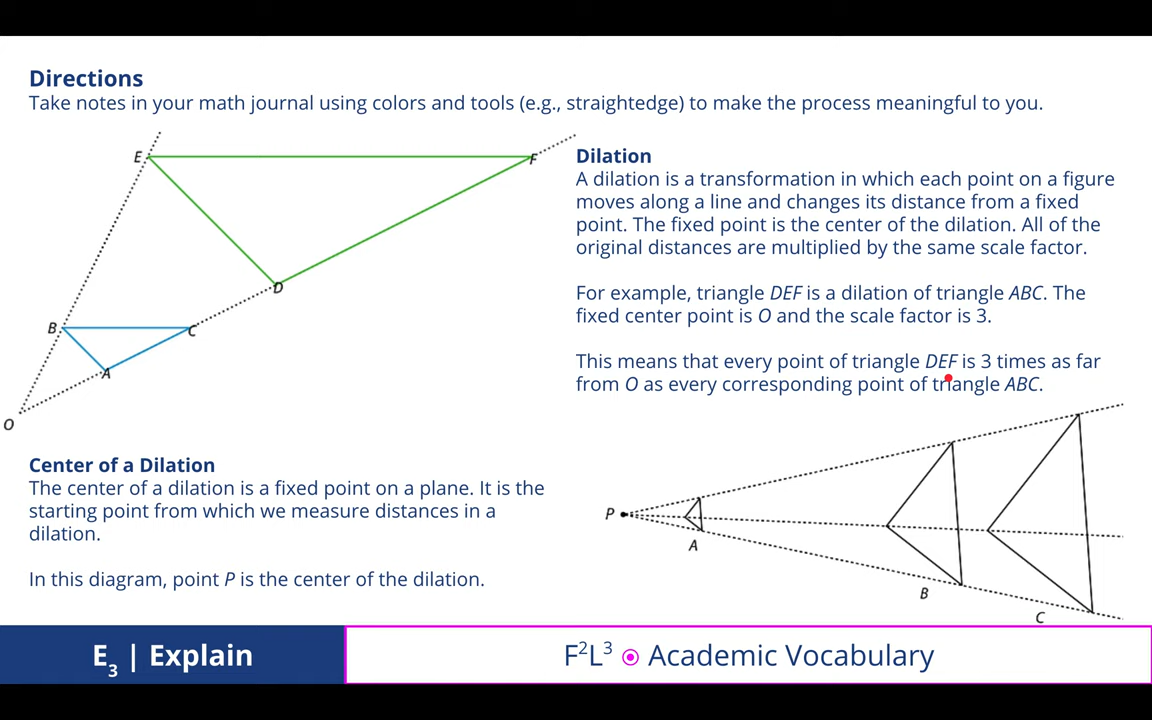 Directions
Take notes in your math journal using colors and tools (e.g., straightedge) to make the process meaningful to you.
E
F
D
B
C
A
O
Dilation
A dilation is a transformation in which each point on a figure
moves along a line and changes its distance from a fixed
point. The fixed point is the center of the dilation. All of the
original distances are multiplied by the same scale factor.
For example, triangle DEF is a dilation of triangle ABC. The
fixed center point is O and the scale factor is 3.
This means that every point of triangle DEF is 3 times as far
from O as every corresponding point of triangle ABC.
Center of a Dilation
The center of a dilation is a fixed point on a plane. It is the
starting point from which we measure distances in a
dilation.
In this diagram, point P is the center of the dilation.
P
A
B
C
E₃ | Explain
F²L³ ⦿ Academic Vocabulary